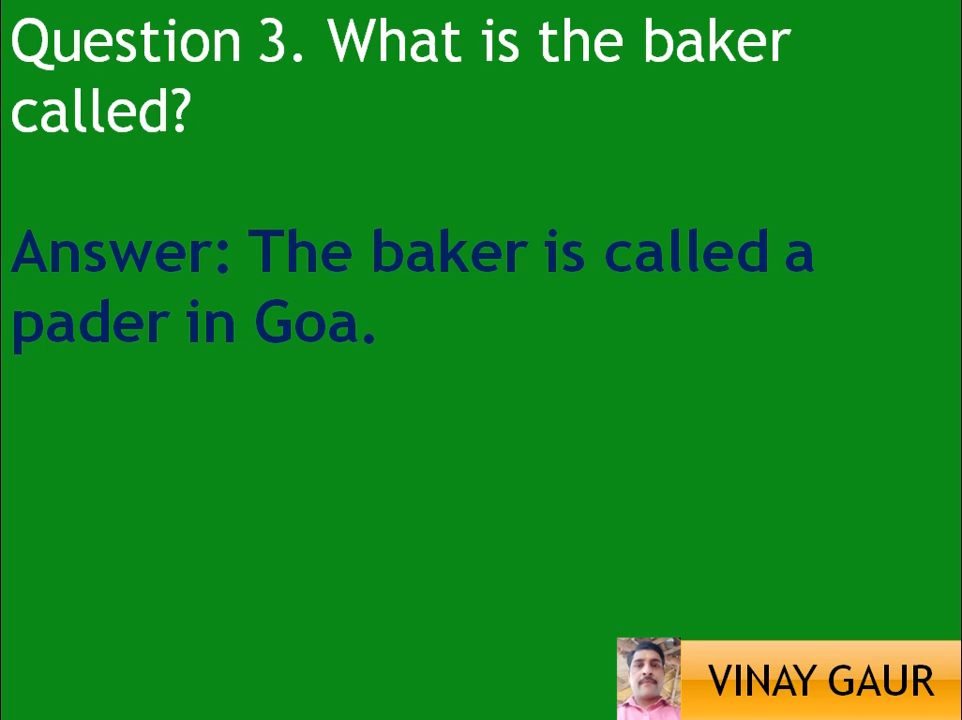 Question 3. What is the baker
called?
Answer: The baker is called a
pader in Goa.
VINAY GAUR